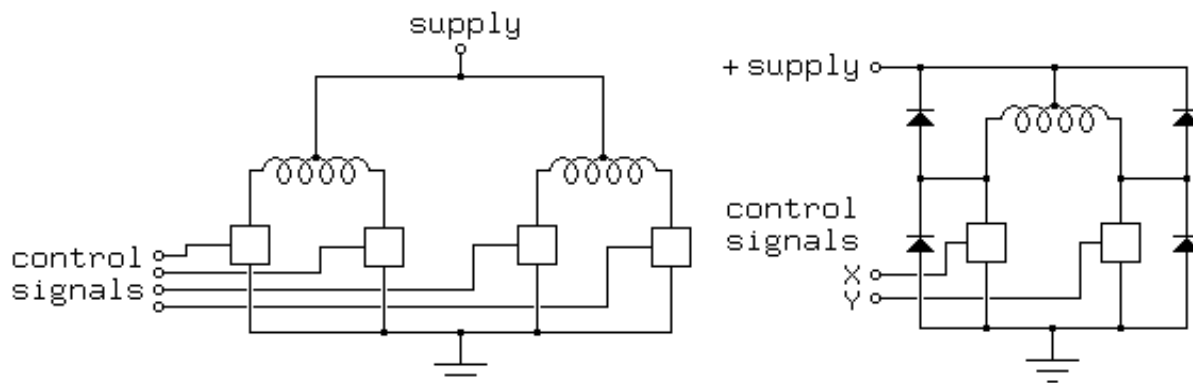 supply
control
signals
+ supply
control
signals
X
Y